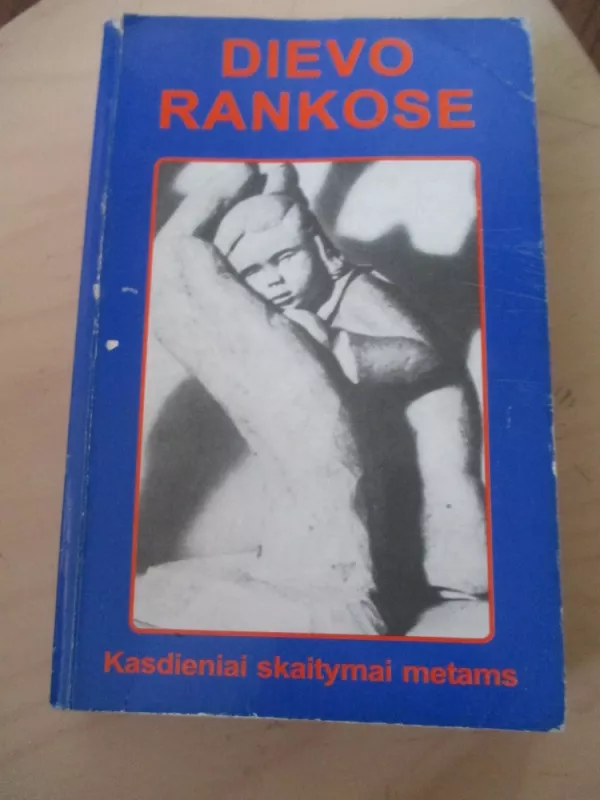 DIEVO
RANKOSE
Kasdieniai skaitymai metams